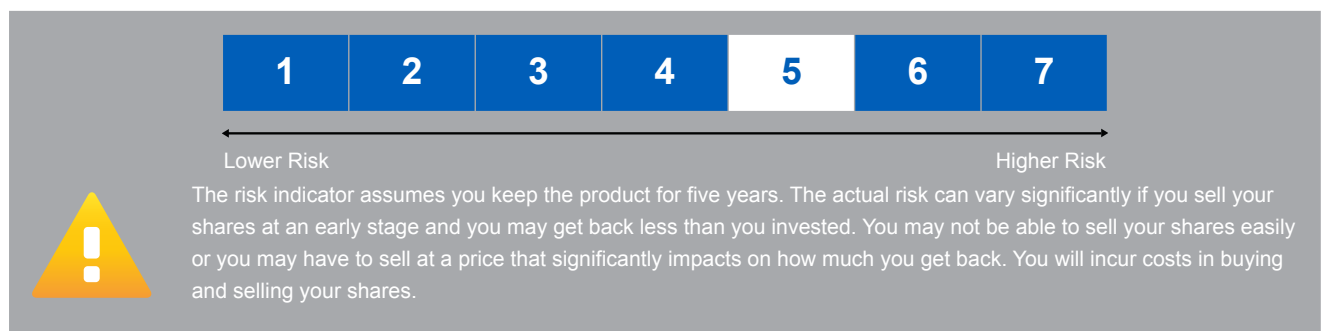 1 2 3 4 5 6 7
Lower Risk Higher Risk
The risk indicator assumes you keep the product for five years. The actual risk can vary significantly if you sell your
shares at an early stage and you may get back less than you invested. You may not be able to sell your shares easily
or you may have to sell at a price that significantly impacts on how much you get back. You will incur costs in buying
and selling your shares.